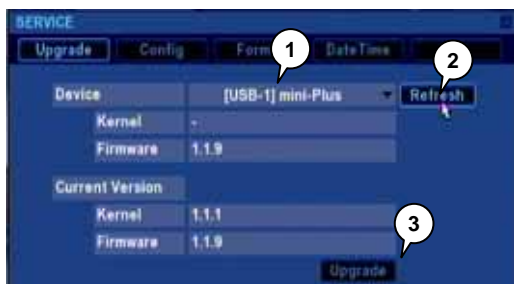 SERVICE
Upgrade Config Form DateTime
1
2
Device [USB-1] mini-Plus Refresh
Kernel -
Firmware 1.1.9
Current Version
Kernel 1.1.1
Firmware 1.1.9
3
Upgrade